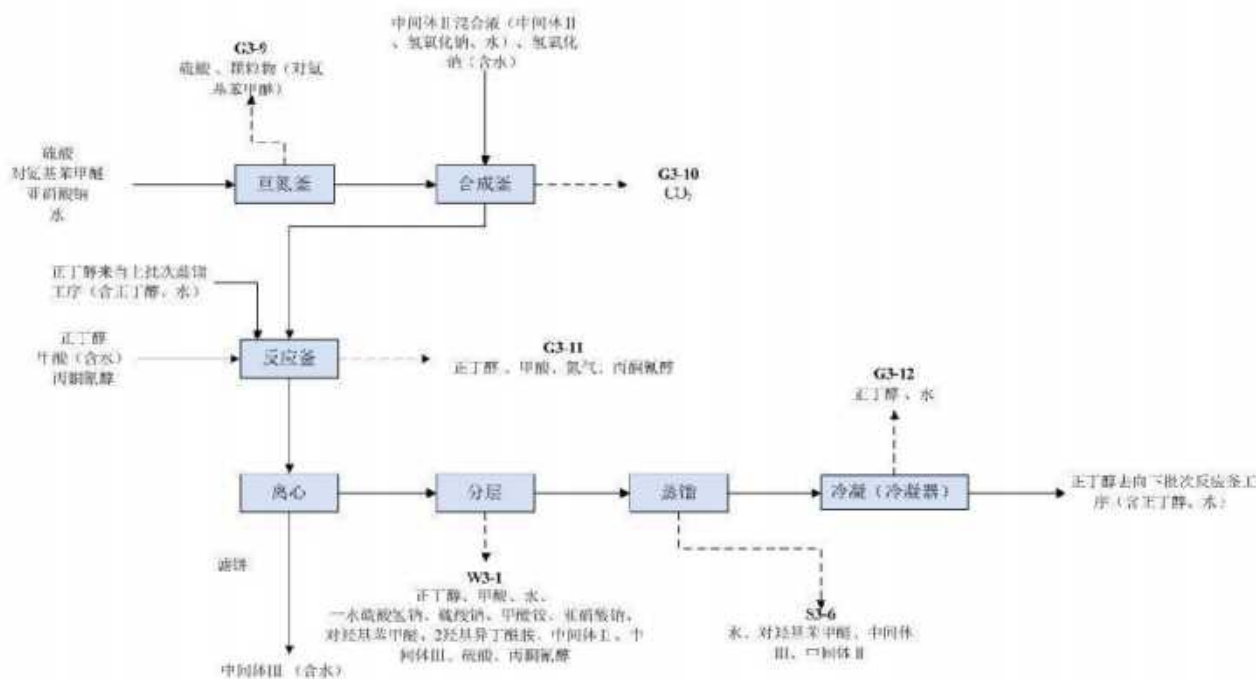 G3-9
硫酸、颗粒物(对氨
基苯甲醚)
中间体Ⅱ混合液(中间体Ⅱ
、氢氧化钠、水)、氢氧化
钠(含水)
硫酸
对氨基苯甲醚
亚硝酸钠
水
重氮釜
合成釜
G3-10
CO₂
正丁醇来自上批次蒸馏
工序(含正丁醇、水)
正丁醇
甲酸(含水)
丙酮氰醇
反应釜
G3-11
正丁醇、甲酸、氮气、丙酮氰醇
G3-12
正丁醇、水
离心
分层
蒸馏
冷凝(冷凝器)
正丁醇去向下批次反应釜工
序(含正丁醇、水)
滤饼
W3-1
正丁醇、甲酸、水、
一水硫酸氢钠、硫酸钠、甲酸铵、亚硝酸钠、
对羟基苯甲醚、2羟基异丁酰胺、中间体Ⅱ、中
间体Ⅲ、硫酸、丙酮氰醇
S3-6
水、对羟基苯甲醚、中间体
Ⅲ、中间体Ⅱ
中间体Ⅲ(含水)